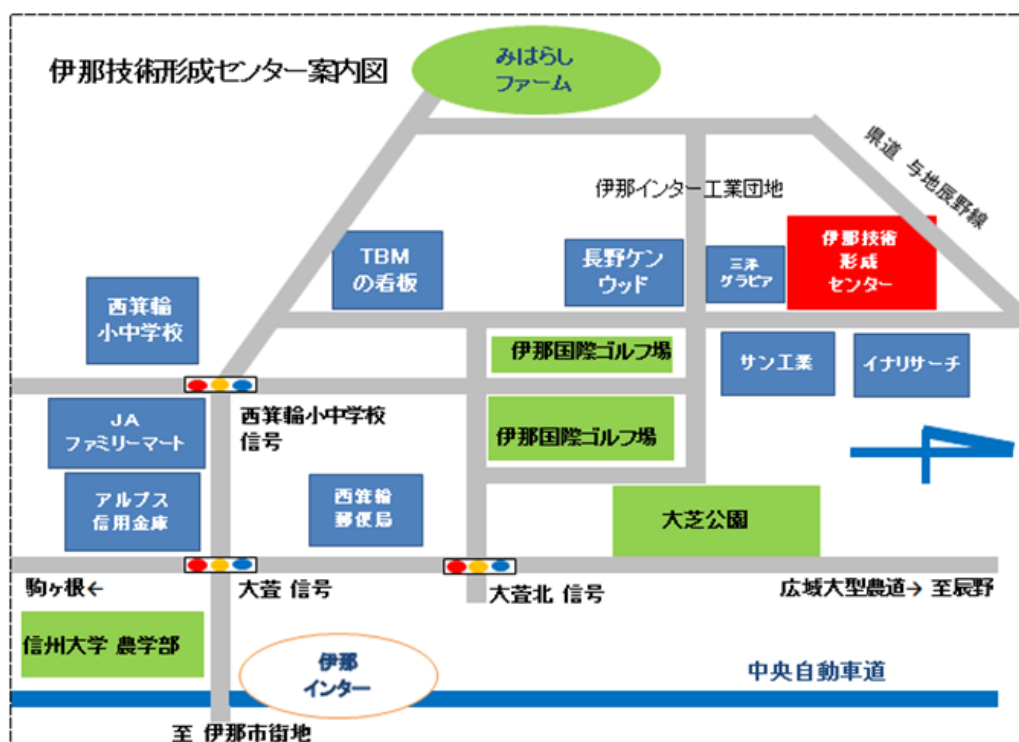 伊那技術形成センター案内図
みはらし
ファーム
県道 与地辰野線
伊那インター工業団地
TBM
の看板
長野ケン
ウッド
三洋
グラビア
伊那技術
形成
センター
西箕輪
小中学校
伊那国際ゴルフ場
サン工業
イナリサーチ
西箕輪小中学校
信号
JA
ファミリーマート
伊那国際ゴルフ場
アルプス
信用金庫
西箕輪
郵便局
大芝公園
駒ヶ根←
大萱 信号
大萱北 信号
広域大型農道→ 至辰野
信州大学 農学部
伊那
インター
中央自動車道
至 伊那市街地